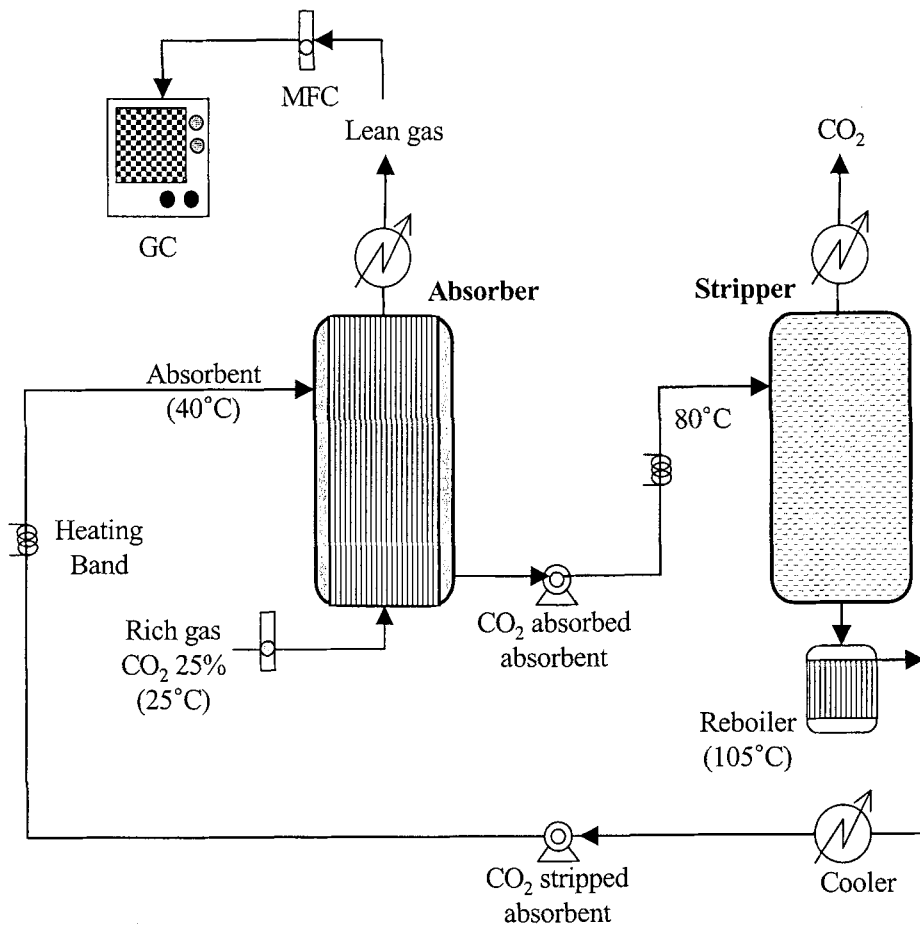 MFC
Lean gas
CO₂
GC
Absorber
Stripper
Absorbent
(40°C)
80°C
Heating
Band
Rich gas
CO₂ 25%
(25°C)
CO₂ absorbed
absorbent
Reboiler
(105°C)
CO₂ stripped
absorbent
Cooler